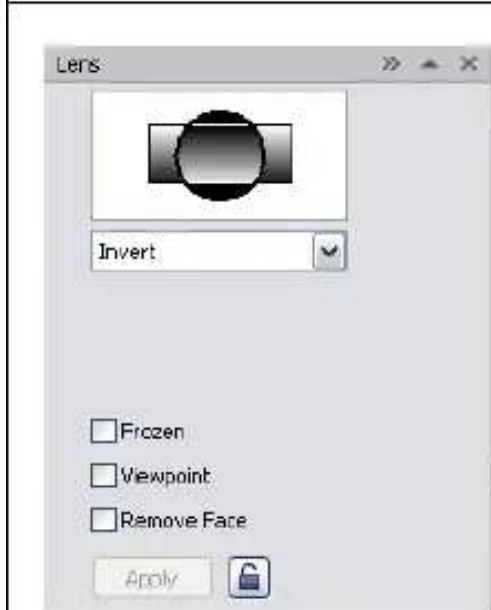 Lens
Invert
Frozen
Viewpoint
Remove Face
Apply